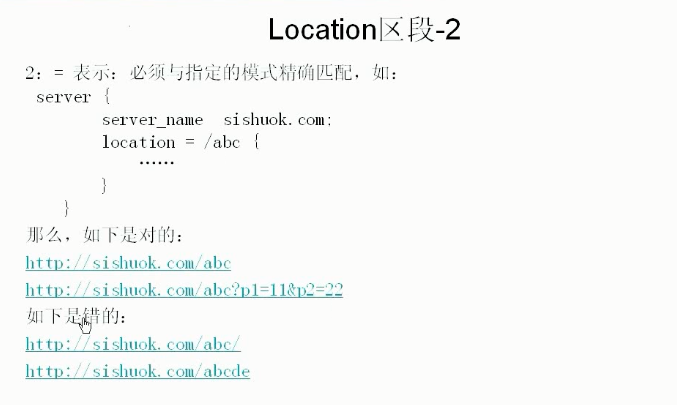 Location区段-2
2：= 表示：必须与指定的模式精确匹配，如：
server {
server_name sishuok.com;
location = /abc {
……
}
}
那么，如下是对的：
http://sishuok.com/abc
http://sishuok.com/abc?p1=11&p2=22
如下是错的：
http://sishuok.com/abc/
http://sishuok.com/abcde